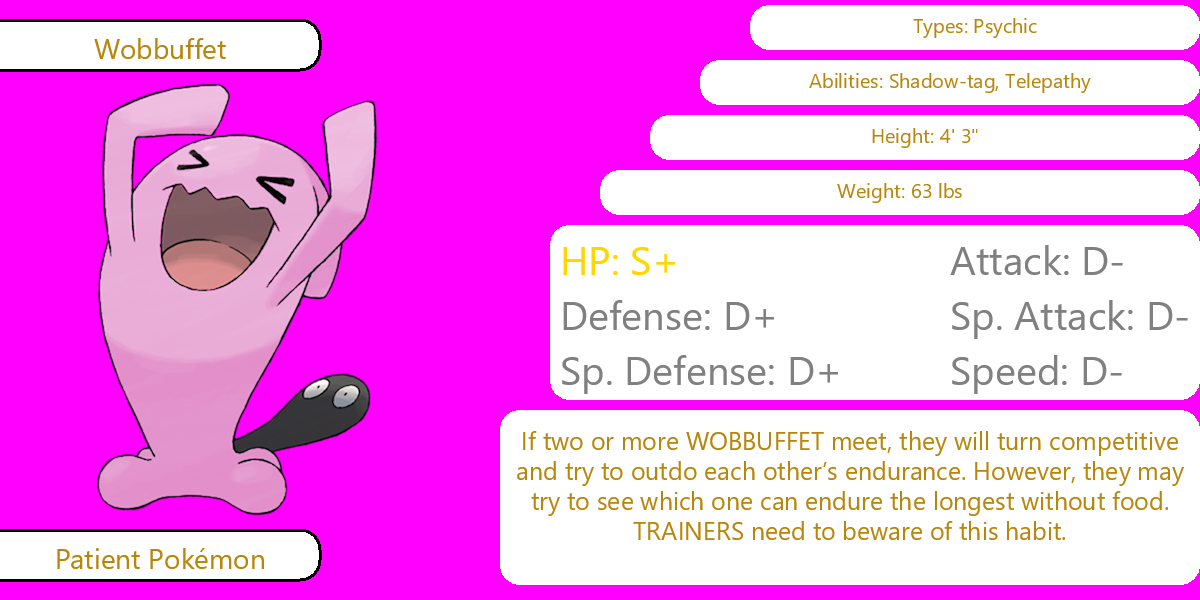 Wobbuffet
Types: Psychic
Abilities: Shadow-tag, Telepathy
Height: 4' 3"
Weight: 63 lbs
HP: S+ Attack: D-
Defense: D+ Sp. Attack: D-
Sp. Defense: D+ Speed: D-
If two or more WOBBUFFET meet, they will turn competitive
and try to outdo each other’s endurance. However, they may
try to see which one can endure the longest without food.
TRAINERS need to beware of this habit.
Patient Pokémon